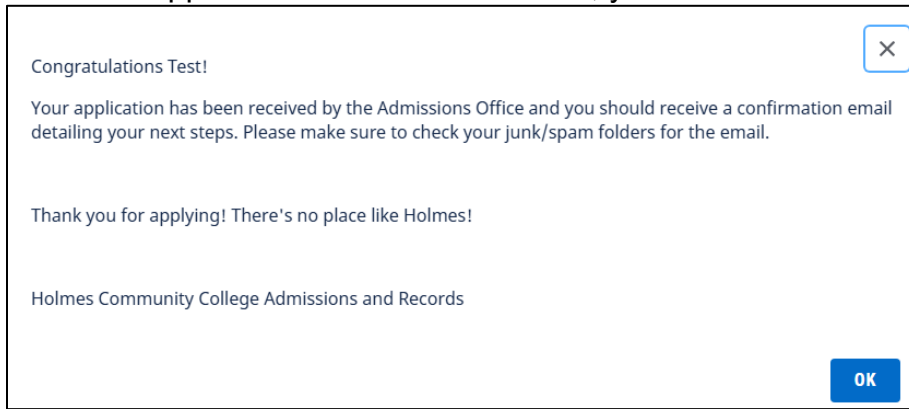 Congratulations Test!
Your application has been received by the Admissions Office and you should receive a confirmation email
detailing your next steps. Please make sure to check your junk/spam folders for the email.
Thank you for applying! There's no place like Holmes!
Holmes Community College Admissions and Records
OK